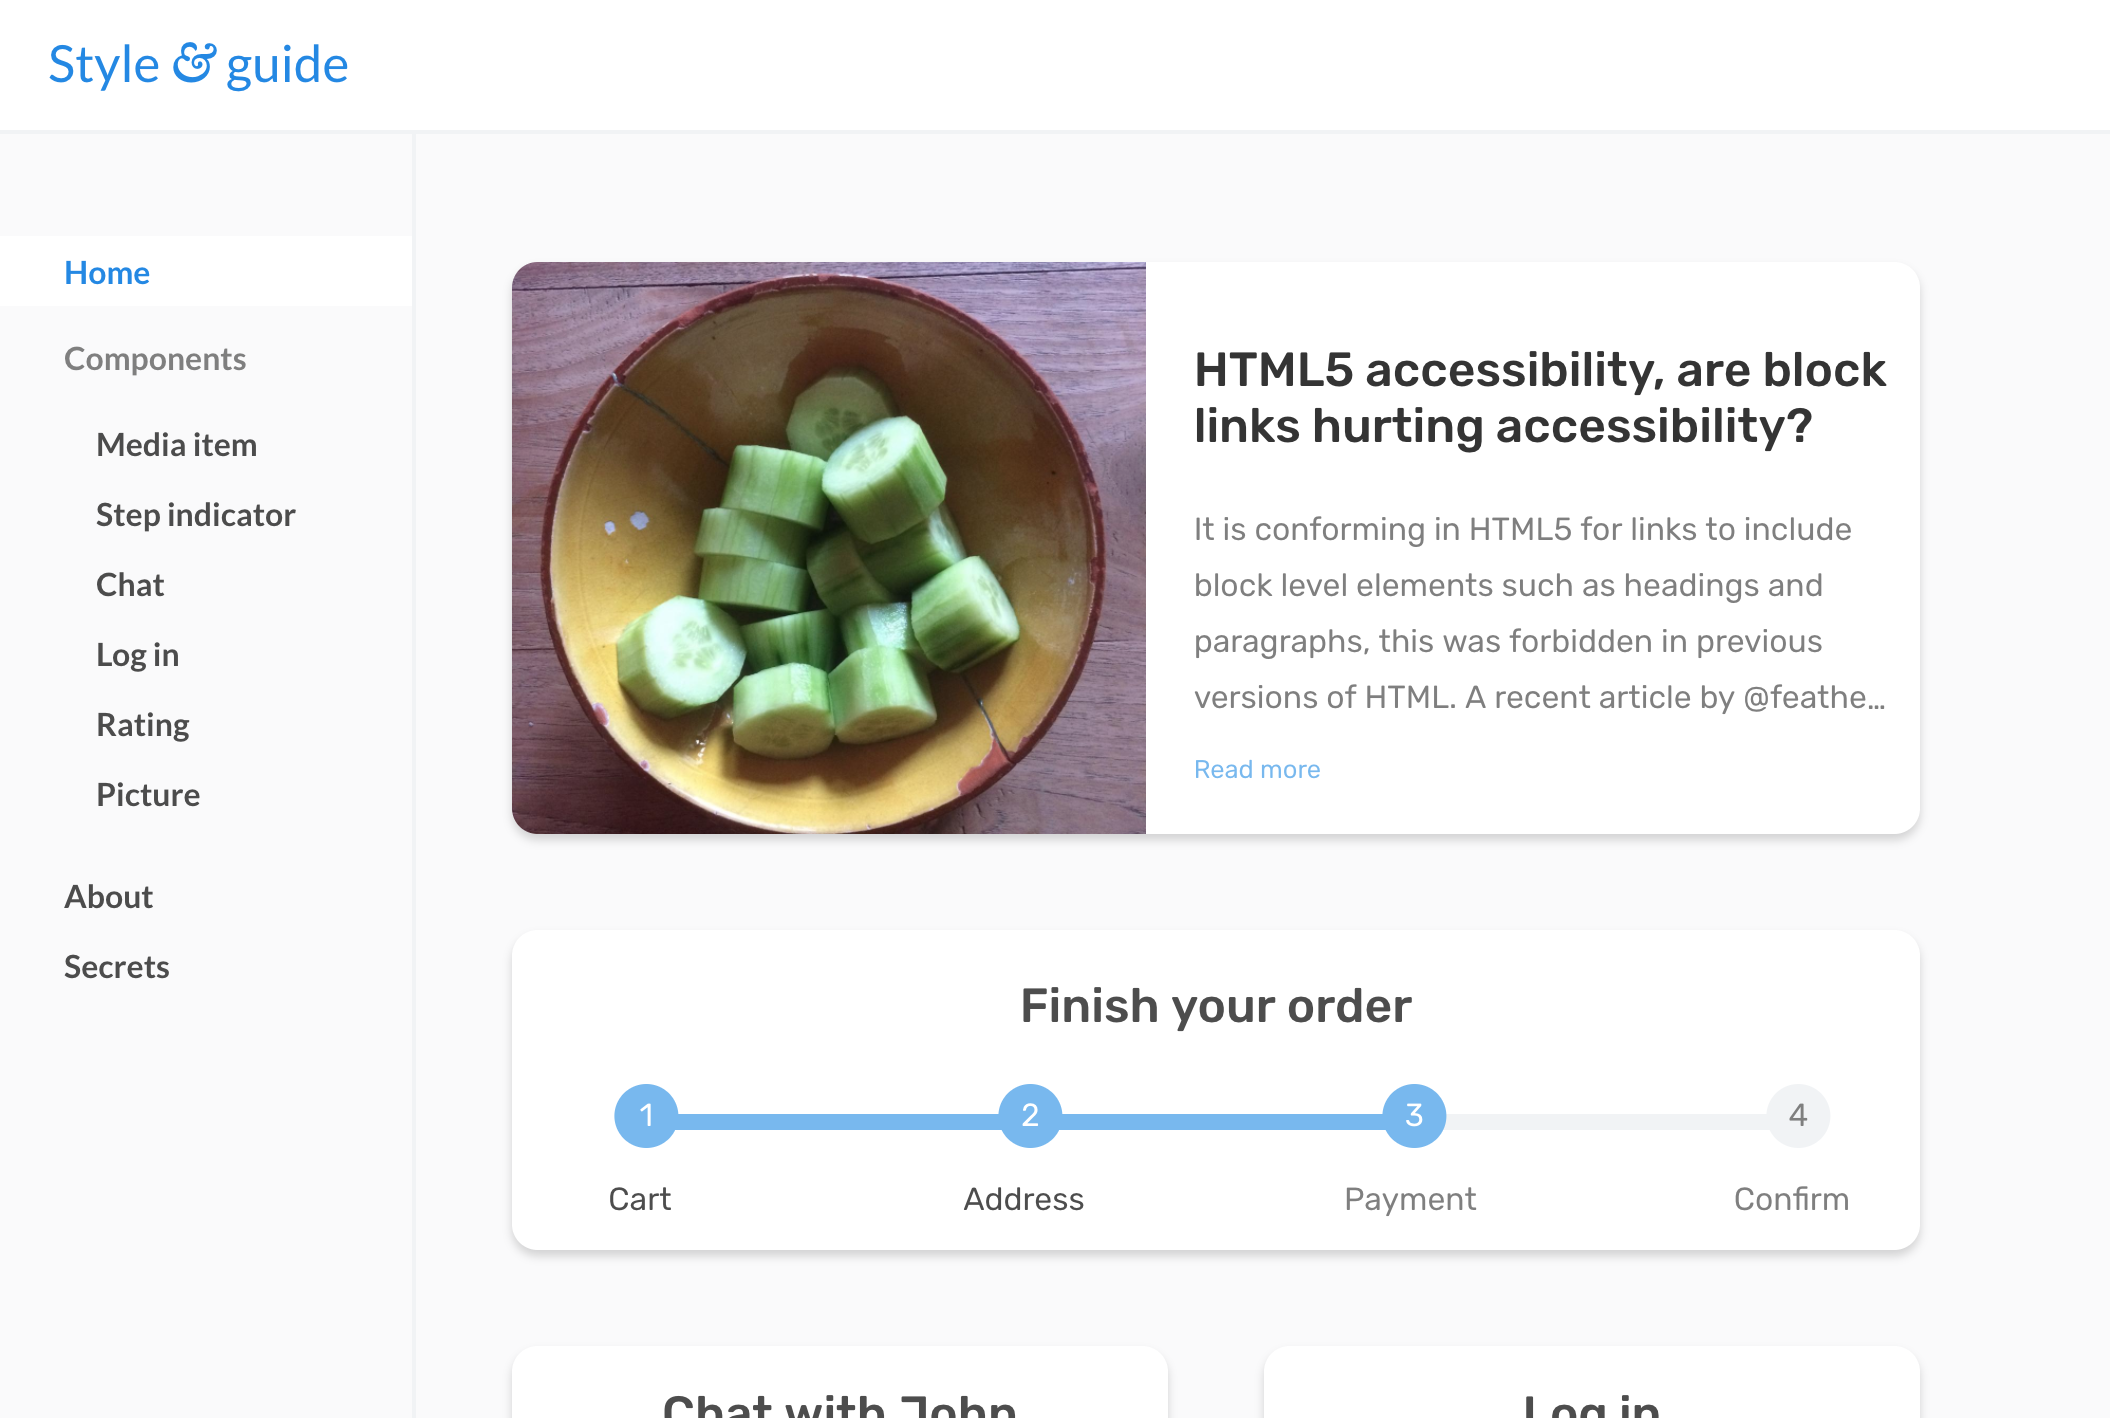 Style & guide
Home
Components
Media item
Step indicator
Chat
Log in
Rating
Picture
About
Secrets
HTML5 accessibility, are block
links hurting accessibility?
It is conforming in HTML5 for links to include
block level elements such as headings and
paragraphs, this was forbidden in previous
versions of HTML. A recent article by @feathe...
Read more
Finish your order
1 2 3 4
Cart Address Payment Confirm
Chat with John
Log in